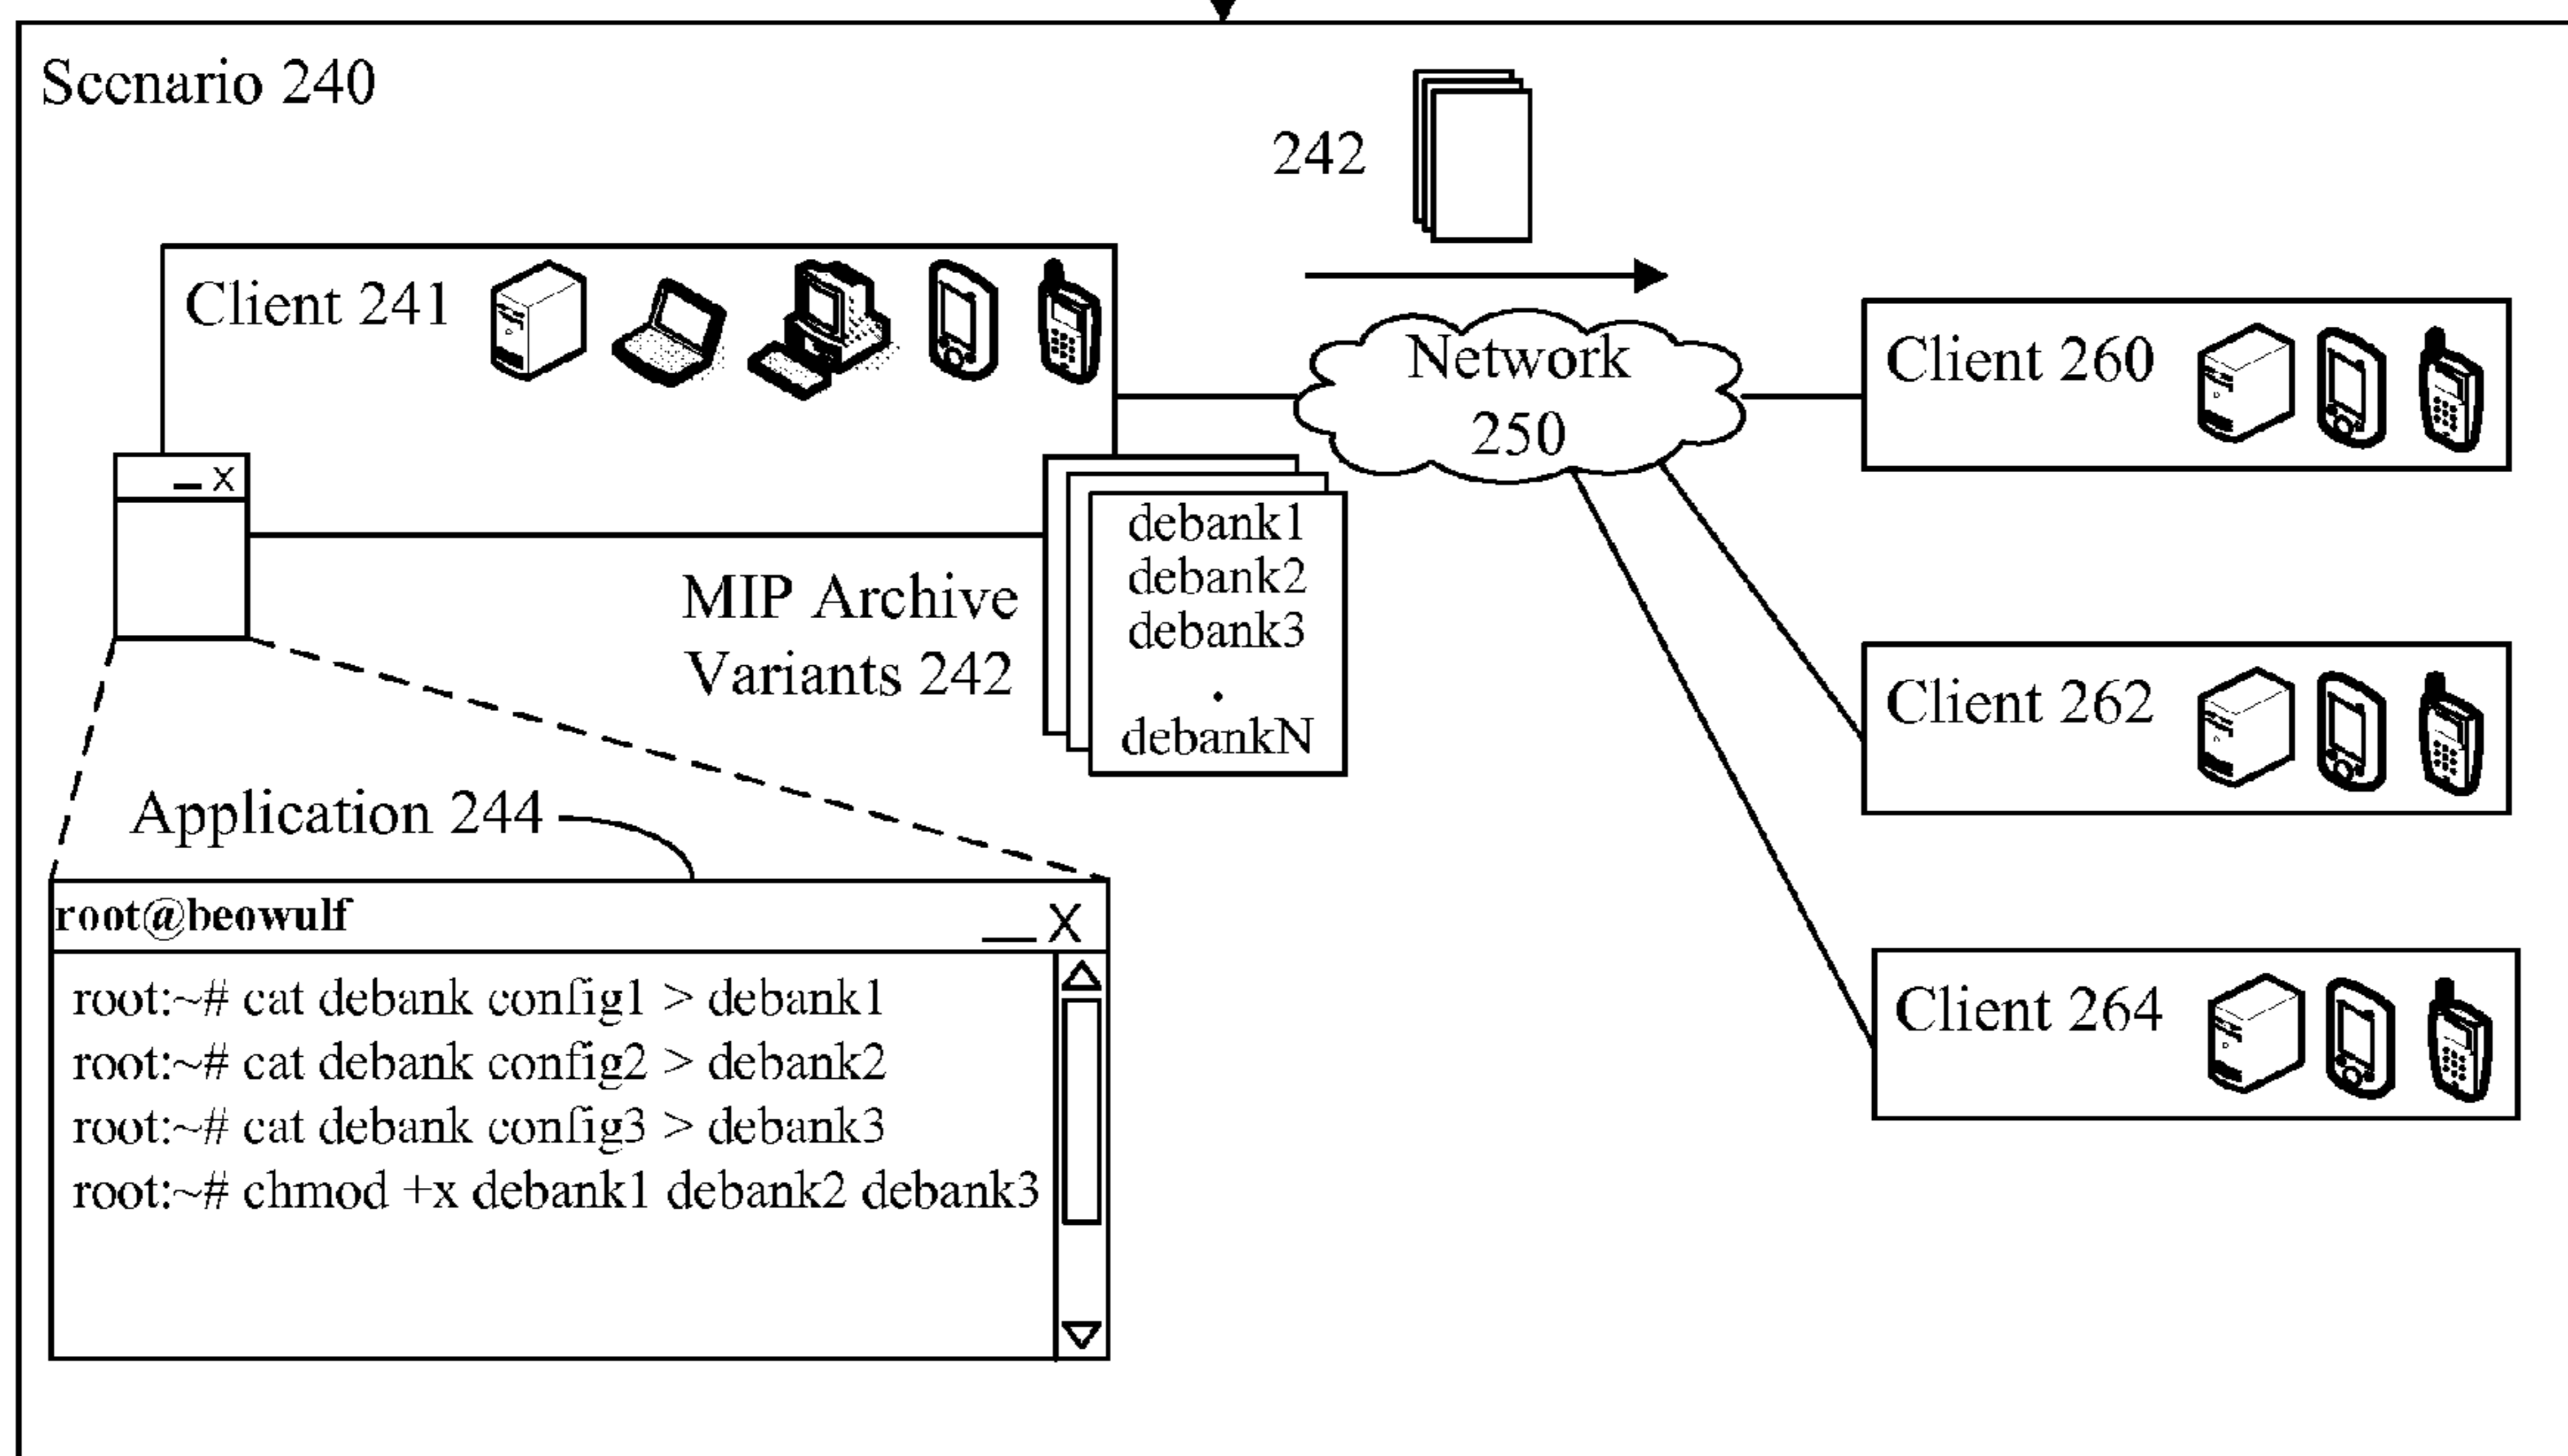 Scenario 240
242
Client 241
Network
250
Client 260
_ X
debank1
debank2
debank3
.
debankN
MIP Archive
Variants 242
Client 262
Application 244
root@beowulf
_ X
root:~# cat debank config1 > debank1
root:~# cat debank config2 > debank2
root:~# cat debank config3 > debank3
root:~# chmod +x debank1 debank2 debank3
Client 264